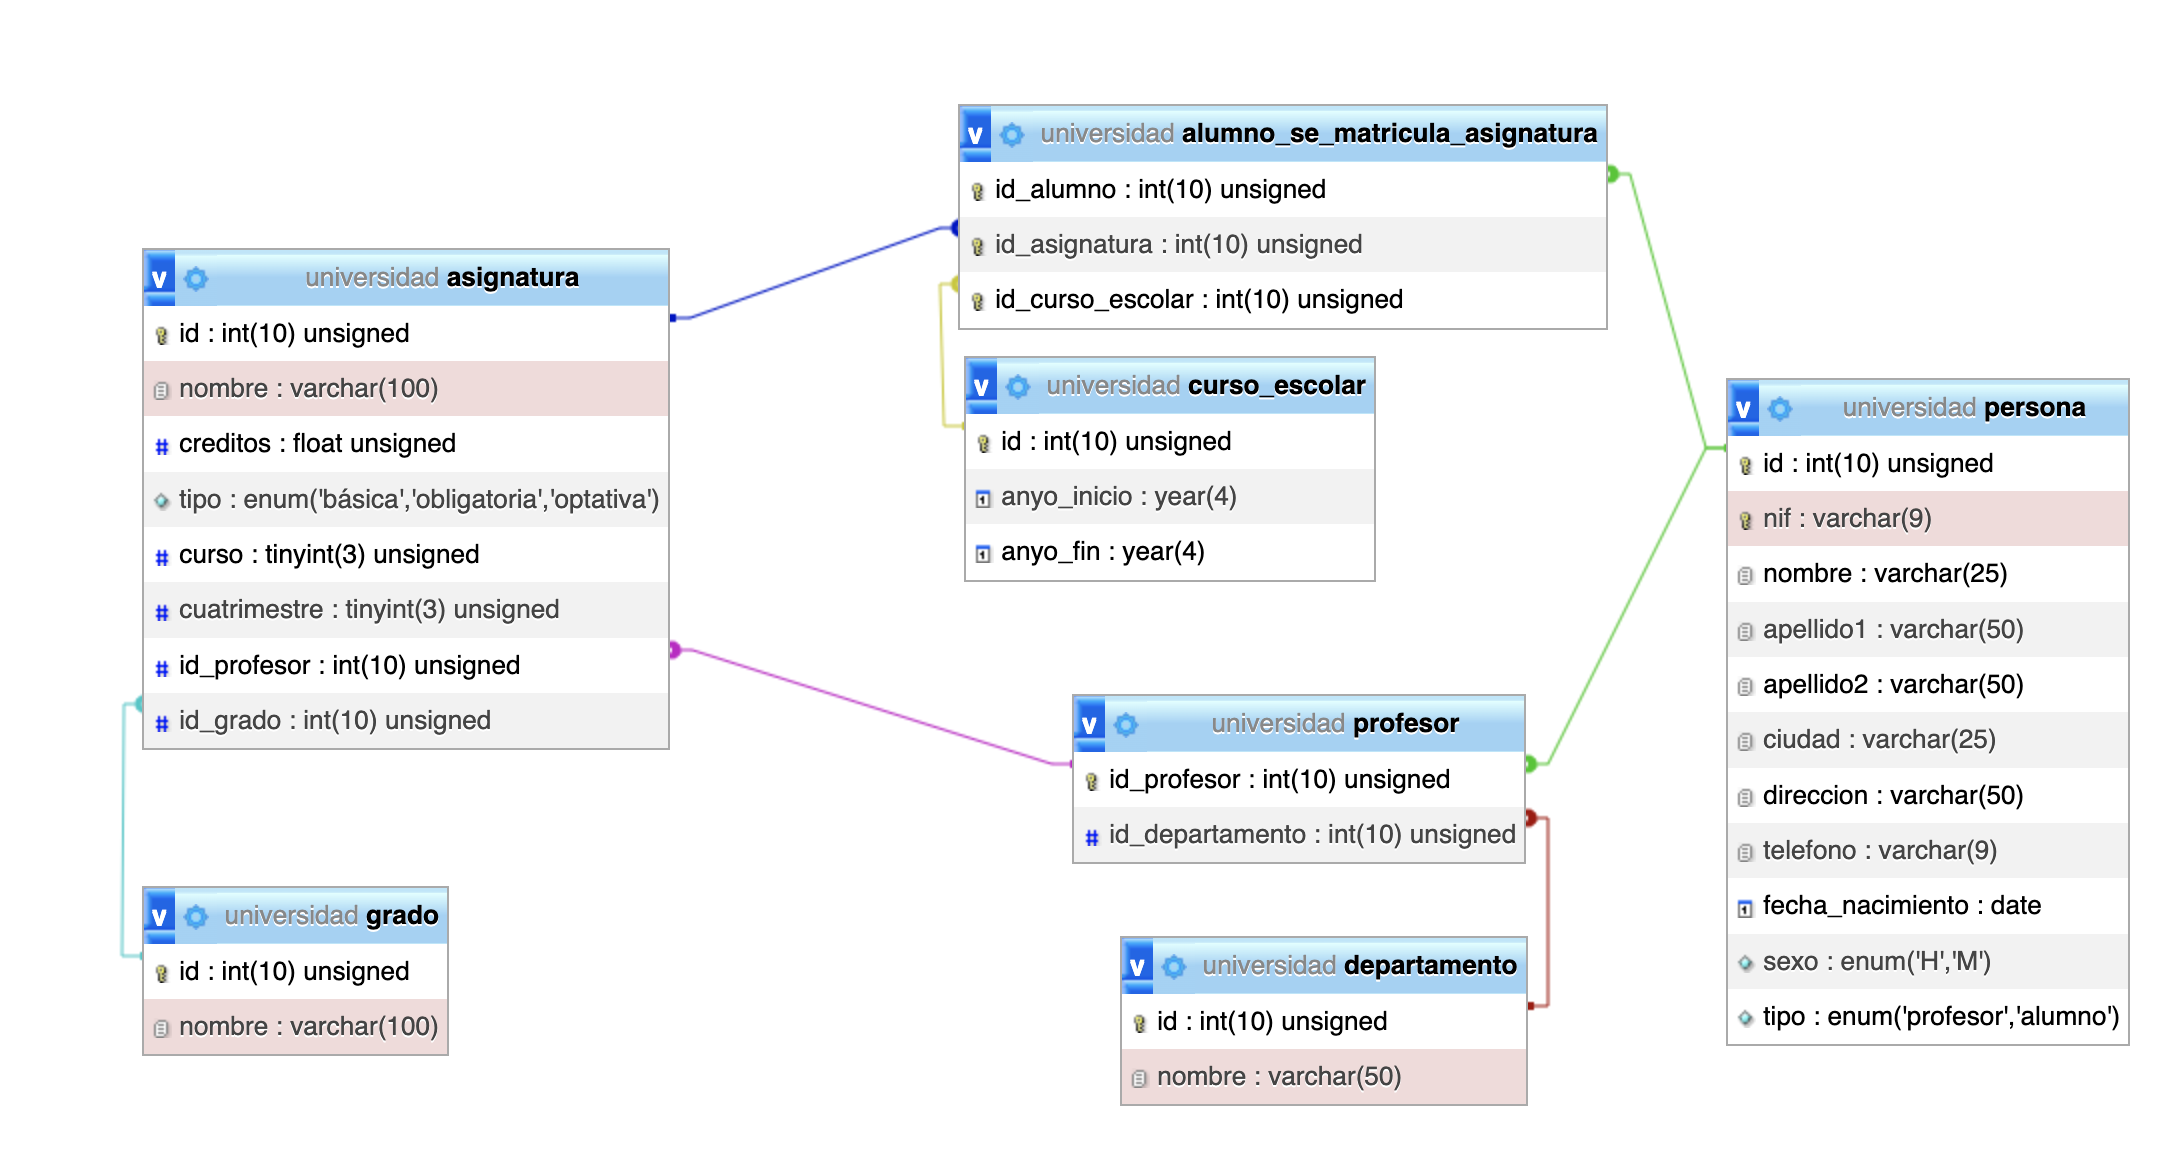 v universidad alumno_se_matricula_asignatura
id_alumno : int(10) unsigned
id_asignatura : int(10) unsigned
id_curso_escolar : int(10) unsigned
v universidad asignatura
id : int(10) unsigned
nombre : varchar(100)
# creditos : float unsigned
tipo : enum('básica','obligatoria','optativa')
# curso : tinyint(3) unsigned
# cuatrimestre : tinyint(3) unsigned
# id_profesor : int(10) unsigned
# id_grado : int(10) unsigned
v universidad curso_escolar
id : int(10) unsigned
1 anyo_inicio : year(4)
1 anyo_fin : year(4)
v universidad persona
id : int(10) unsigned
nif : varchar(9)
nombre : varchar(25)
apellido1 : varchar(50)
apellido2 : varchar(50)
ciudad : varchar(25)
direccion : varchar(50)
telefono : varchar(9)
1 fecha_nacimiento : date
sexo : enum('H','M')
tipo : enum('profesor','alumno')
v universidad profesor
id_profesor : int(10) unsigned
# id_departamento : int(10) unsigned
v universidad grado
id : int(10) unsigned
nombre : varchar(100)
v universidad departamento
id : int(10) unsigned
nombre : varchar(50)